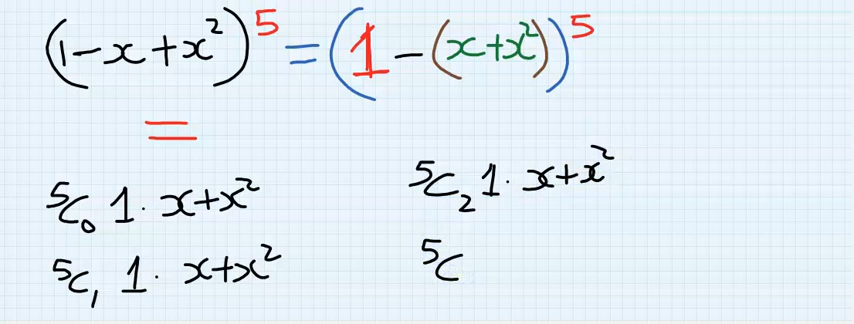 (1-x+x²)⁵ = (1-(x+x²))⁵
=
⁵C₀ 1· x+x²
⁵C₁ 1· x+x²
⁵C₂ 1· x+x²
⁵C